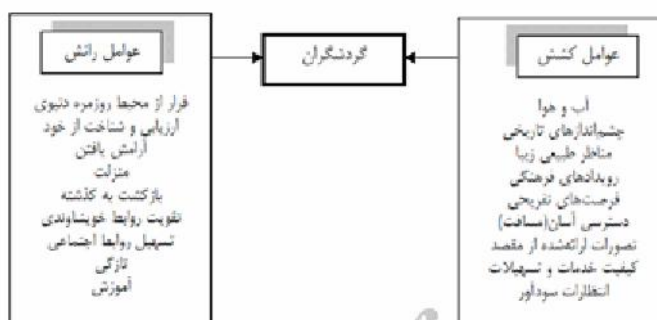 عوامل کشش
آب و هوا
چشم‌اندازهای تاریخی
مناظر طبیعی زیبا
رویدادهای فرهنگی
فرصت‌های تفریحی
دسترسی آسان(مسافت)
تصورات ارائه‌شده از مقصد
کیفیت خدمات و تسهیلات
انتظارات سودآور
گردشگران
عوامل رانش
فرار از محیط روزمره دنیوی
ارزیابی و شناخت از خود
آرامش یافتن
منزلت
بازگشت به گذشته
تقویت روابط خویشاوندی
تسهیل روابط اجتماعی
تازگی
آموزش